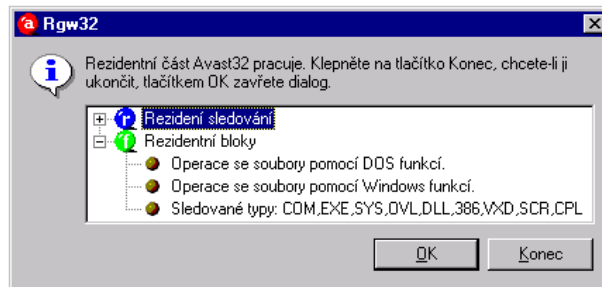 Rgw32
Rezidentní část Avast32 pracuje. Klepněte na tlačítko Konec, chcete-li ji
ukončit, tlačítkem OK zavřete dialog.
Rezidení sledování
Rezidentní bloky
Operace se soubory pomocí DOS funkcí.
Operace se soubory pomocí Windows funkcí.
Sledované typy: COM,EXE,SYS,OVL,DLL,386,VXD,SCR,CPL
OK
Konec